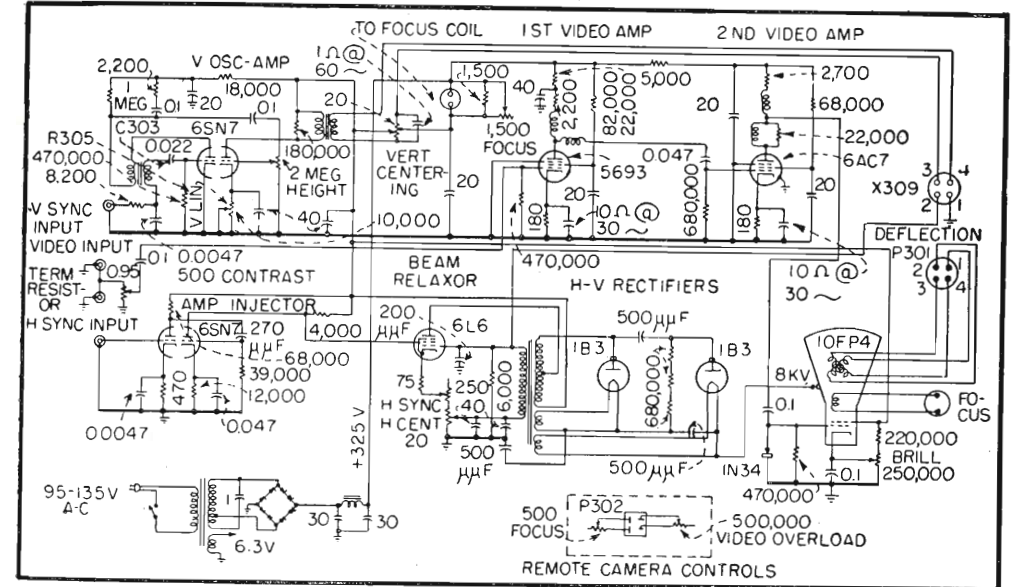 TO FOCUS COIL
1ST VIDEO AMP
2ND VIDEO AMP
V OSC-AMP
1Ω@
60 ~
2,200
1
MEG
.01
20
18,000
.01
20
1,500
40
2,200
82,000
22,000
5,000
20
2,700
68,000
22,000
6AC7
R305
C303
6SN7
0.022
470,000
8.200
180,000
2 MEG
HEIGHT
VERT
CENTER-
ING
1,500
FOCUS
5693
0.047
680,000
20
20
20
180
180
10Ω@
30 ~
3
4
X309
2
1
V LIN.
40
10,000
-V SYNC
INPUT
VIDEO INPUT
.01
0.0047
500 CONTRAST
470,000
BEAM
RELAXOR
H-V RECTIFIERS
10Ω@
30 ~
DEFLECTION
P301
2
1
3
4
TERM
RESIST-
OR
0.95
H SYNC INPUT
AMP
INJECTOR
6SN7
270
μμF
68,000
39,000
12,000
4,000
200
μμF
6L6
500μμF
1B3
1B3
10FP4
75
250
40
6,000
680,000
8KV
FO-
CUS
470
0.0047
0.047
H SYNC
H CENT
20
500
μμF
500μμF
0.1
1N34
0.1
220,000
BRILL
250,000
470,000
+325 V
95-135V
A-C
1
30
30
6.3V
P302
500
FOCUS
500,000
VIDEO OVERLOAD
REMOTE CAMERA CONTROLS